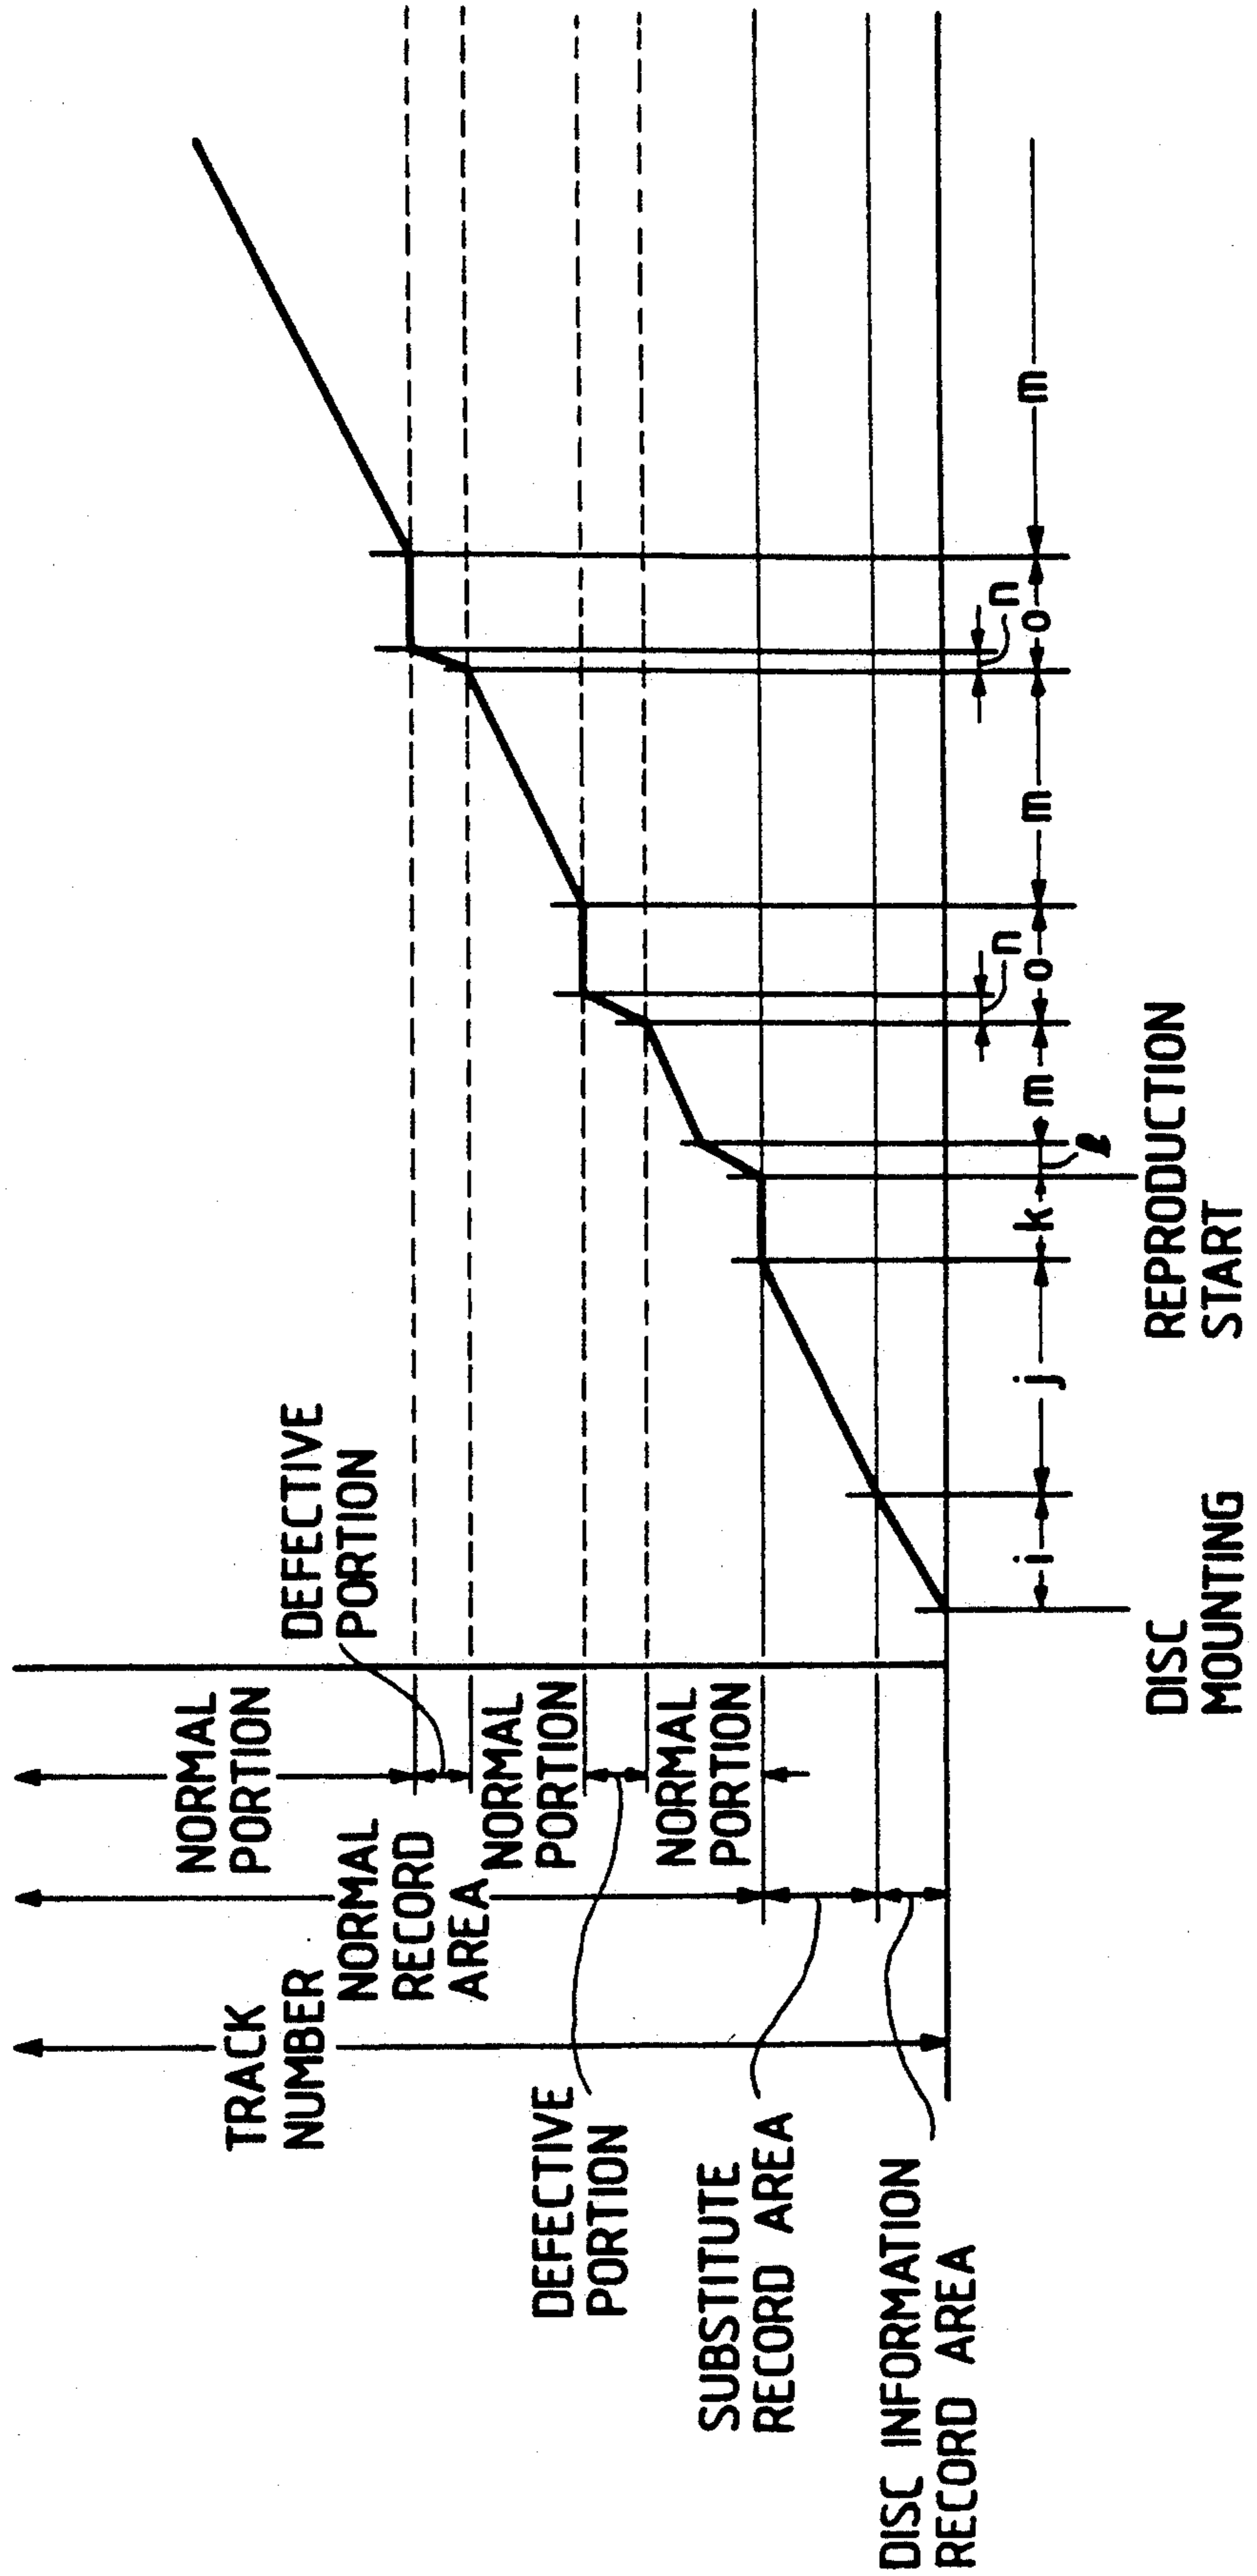 TRACK
NUMBER
NORMAL
RECORD
AREA
NORMAL
PORTION
DEFECTIVE
PORTION
NORMAL
PORTION
DEFECTIVE
PORTION
NORMAL
PORTION
SUBSTITUTE
RECORD AREA
DISC INFORMATION
RECORD AREA
i
j
k
l
m
n
o
m
n
o
m
DISC
MOUNTING
REPRODUCTION
START